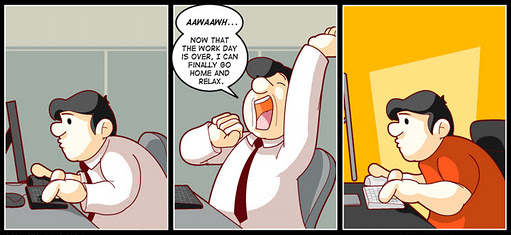 AAWAAWH...
NOW THAT
THE WORK DAY
IS OVER, I CAN
FINALLY GO
HOME AND
RELAX.